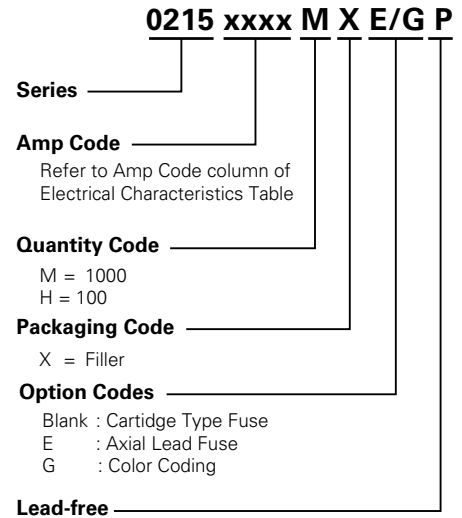 0215 xxxx M X E/G P
Series
Amp Code
Refer to Amp Code column of
Electrical Characteristics Table
Quantity Code
M = 1000
H = 100
Packaging Code
X = Filler
Option Codes
Blank : Cartidge Type Fuse
E : Axial Lead Fuse
G : Color Coding
Lead-free